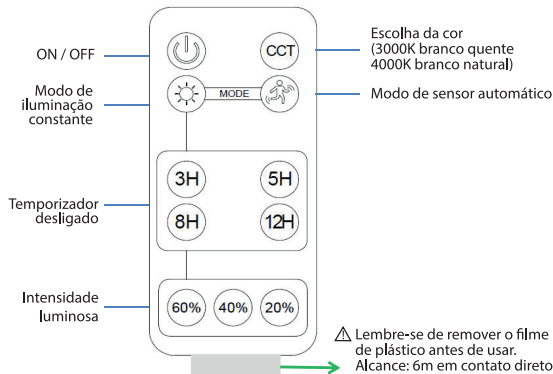 ON / OFF
CCT
Escolha da cor
(3000K branco quente
4000K branco natural)
Modo de
iluminação
constante
MODE
Modo de sensor automático
Temporizador
desligado
3H
5H
8H
12H
Intensidade
luminosa
60%
40%
20%
⚠ Lembre-se de remover o filme
de plástico antes de usar.
Alcance: 6m em contato direto